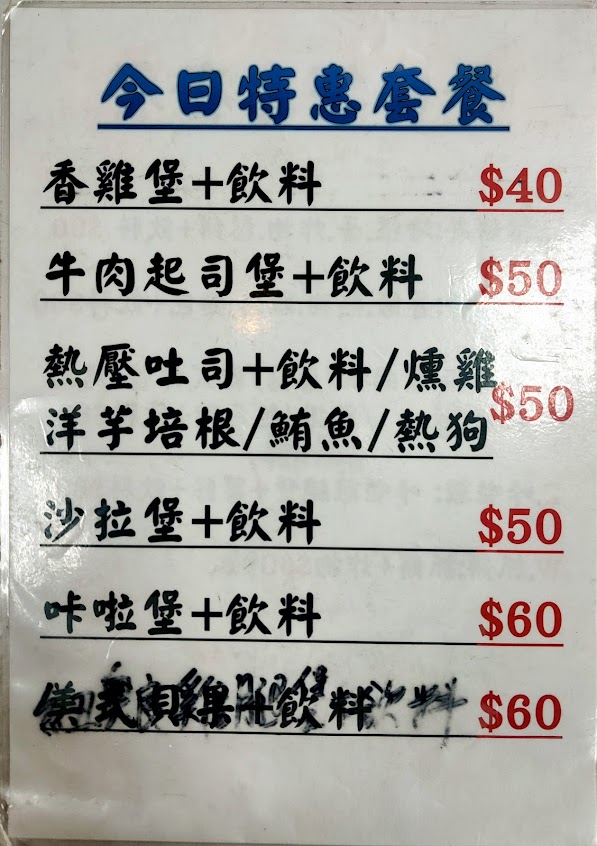 今日特惠套餐
香雞堡+飲料 $40
牛肉起司堡+飲料 $50
熱壓吐司+飲料/燻雞
洋芋培根/鮪魚/熱狗 $50
沙拉堡+飲料 $50
咔啦堡+飲料 $60
+飲料 $60